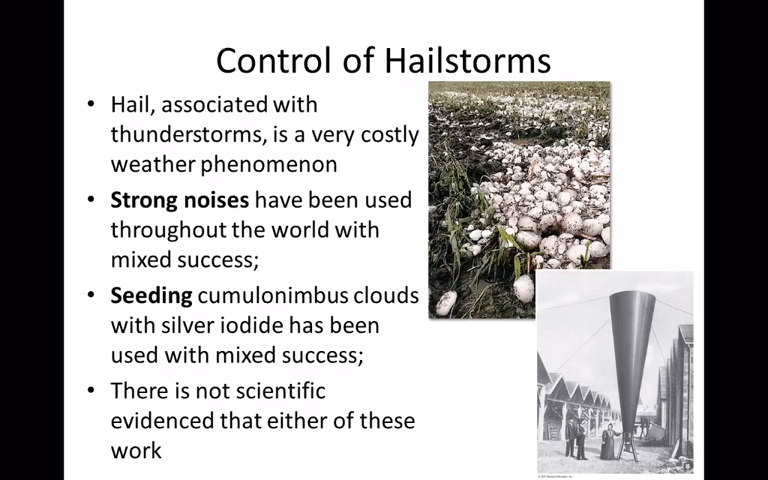 Control of Hailstorms
• Hail, associated with
thunderstorms, is a very costly
weather phenomenon
• Strong noises have been used
throughout the world with
mixed success;
• Seeding cumulonimbus clouds
with silver iodide has been
used with mixed success;
• There is not scientific
evidenced that either of these
work